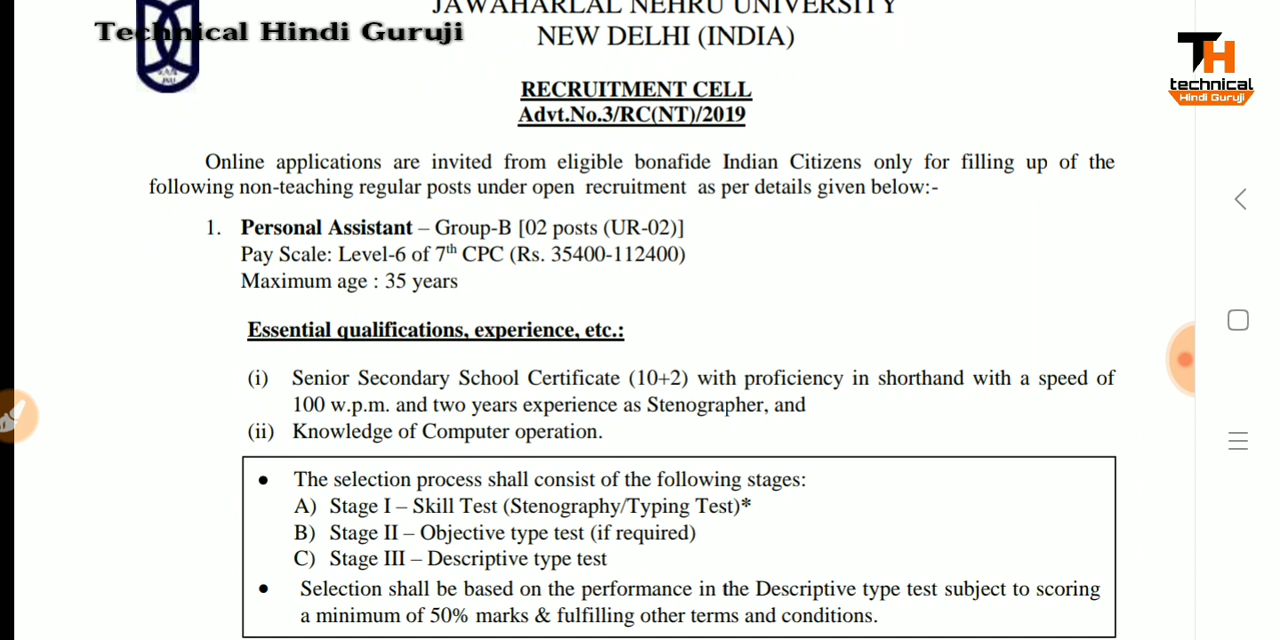 JAWAHARLAL NEHRU UNIVERSITY
Technical Hindi Guruji
NEW DELHI (INDIA)
TH
technical
Hindi Guruji
JNU
RECRUITMENT CELL
Advt.No.3/RC(NT)/2019
Online applications are invited from eligible bonafide Indian Citizens only for filling up of the
following non-teaching regular posts under open recruitment as per details given below:-
1. Personal Assistant – Group-B [02 posts (UR-02)]
Pay Scale: Level-6 of 7th CPC (Rs. 35400-112400)
Maximum age : 35 years
Essential qualifications, experience, etc.:
(i) Senior Secondary School Certificate (10+2) with proficiency in shorthand with a speed of
100 w.p.m. and two years experience as Stenographer, and
(ii) Knowledge of Computer operation.
• The selection process shall consist of the following stages:
A) Stage I – Skill Test (Stenography/Typing Test)*
B) Stage II – Objective type test (if required)
C) Stage III – Descriptive type test
• Selection shall be based on the performance in the Descriptive type test subject to scoring
a minimum of 50% marks & fulfilling other terms and conditions.